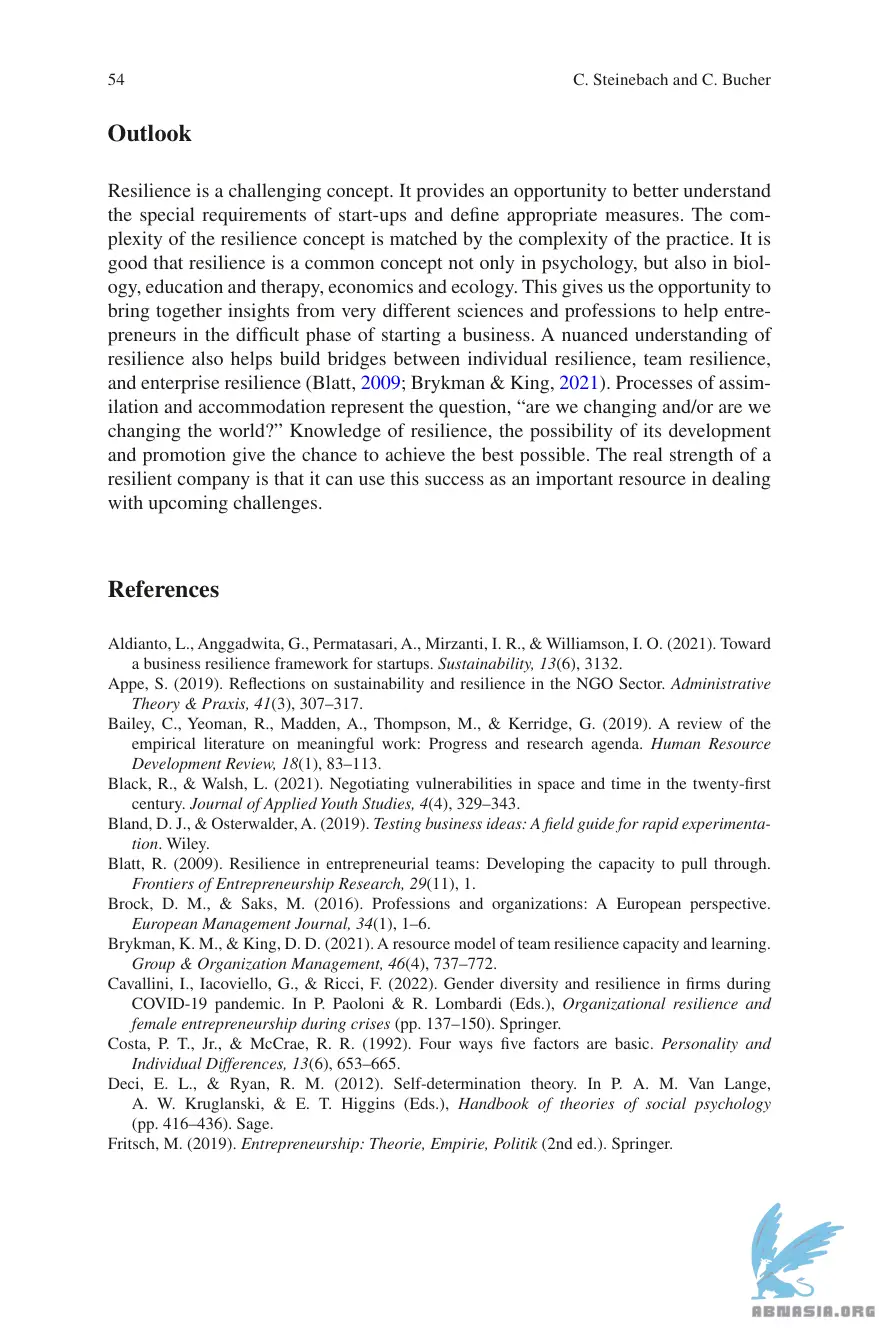 54
C. Steinebach and C. Bucher
Outlook
Resilience is a challenging concept. It provides an opportunity to better understand
the special requirements of start-ups and define appropriate measures. The com-
plexity of the resilience concept is matched by the complexity of the practice. It is
good that resilience is a common concept not only in psychology, but also in biol-
ogy, education and therapy, economics and ecology. This gives us the opportunity to
bring together insights from very different sciences and professions to help entre-
preneurs in the difficult phase of starting a business. A nuanced understanding of
resilience also helps build bridges between individual resilience, team resilience,
and enterprise resilience (Blatt, 2009; Brykman & King, 2021). Processes of assim-
ilation and accommodation represent the question, “are we changing and/or are we
changing the world?” Knowledge of resilience, the possibility of its development
and promotion give the chance to achieve the best possible. The real strength of a
resilient company is that it can use this success as an important resource in dealing
with upcoming challenges.
References
Aldianto, L., Anggadwita, G., Permatasari, A., Mirzanti, I. R., & Williamson, I. O. (2021). Toward
a business resilience framework for startups. Sustainability, 13(6), 3132.
Appe, S. (2019). Reflections on sustainability and resilience in the NGO Sector. Administrative
Theory & Praxis, 41(3), 307–317.
Bailey, C., Yeoman, R., Madden, A., Thompson, M., & Kerridge, G. (2019). A review of the
empirical literature on meaningful work: Progress and research agenda. Human Resource
Development Review, 18(1), 83–113.
Black, R., & Walsh, L. (2021). Negotiating vulnerabilities in space and time in the twenty-first
century. Journal of Applied Youth Studies, 4(4), 329–343.
Bland, D. J., & Osterwalder, A. (2019). Testing business ideas: A field guide for rapid experimenta-
tion. Wiley.
Blatt, R. (2009). Resilience in entrepreneurial teams: Developing the capacity to pull through.
Frontiers of Entrepreneurship Research, 29(11), 1.
Brock, D. M., & Saks, M. (2016). Professions and organizations: A European perspective.
European Management Journal, 34(1), 1–6.
Brykman, K. M., & King, D. D. (2021). A resource model of team resilience capacity and learning.
Group & Organization Management, 46(4), 737–772.
Cavallini, I., Iacoviello, G., & Ricci, F. (2022). Gender diversity and resilience in firms during
COVID-19 pandemic. In P. Paoloni & R. Lombardi (Eds.), Organizational resilience and
female entrepreneurship during crises (pp. 137–150). Springer.
Costa, P. T., Jr., & McCrae, R. R. (1992). Four ways five factors are basic. Personality and
Individual Differences, 13(6), 653–665.
Deci, E. L., & Ryan, R. M. (2012). Self-determination theory. In P. A. M. Van Lange,
A. W. Kruglanski, & E. T. Higgins (Eds.), Handbook of theories of social psychology
(pp. 416–436). Sage.
Fritsch, M. (2019). Entrepreneurship: Theorie, Empirie, Politik (2nd ed.). Springer.
ABNASIA.ORG